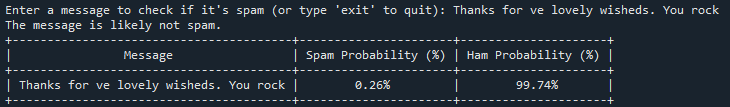 Enter a message to check if it's spam (or type 'exit' to quit): Thanks for ve lovely wisheds. You rock
The message is likely not spam.
+--------------------------------------+----------------------+---------------------+
|               Message                | Spam Probability (%) | Ham Probability (%) |
+--------------------------------------+----------------------+---------------------+
| Thanks for ve lovely wisheds. You rock |        0.26%         |       99.74%        |
+--------------------------------------+----------------------+---------------------+